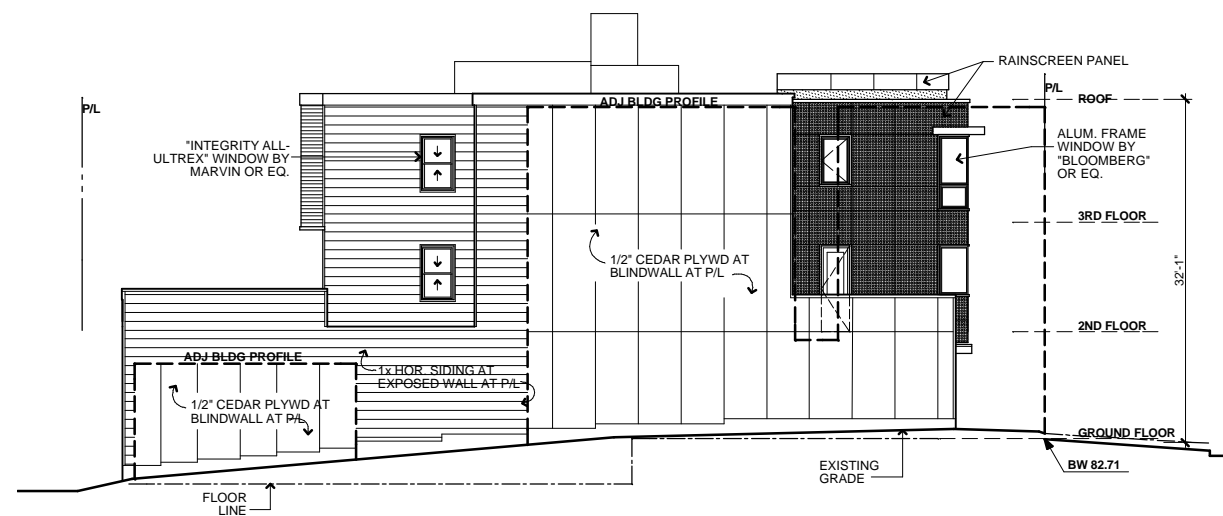 RAINSCREEN PANEL
P/L
P/L
ROOF
ADJ BLDG PROFILE
"INTEGRITY ALL-
ULTREX" WINDOW BY
MARVIN OR EQ.
ALUM. FRAME
WINDOW BY
"BLOOMBERG"
OR EQ.
3RD FLOOR
1/2" CEDAR PLYWD AT
BLINDWALL AT P/L
32'-1"
2ND FLOOR
ADJ BLDG PROFILE
1x HOR. SIDING AT
EXPOSED WALL AT P/L
1/2" CEDAR PLYWD AT
BLINDWALL AT P/L
GROUND FLOOR
EXISTING
GRADE
BW 82.71
FLOOR
LINE